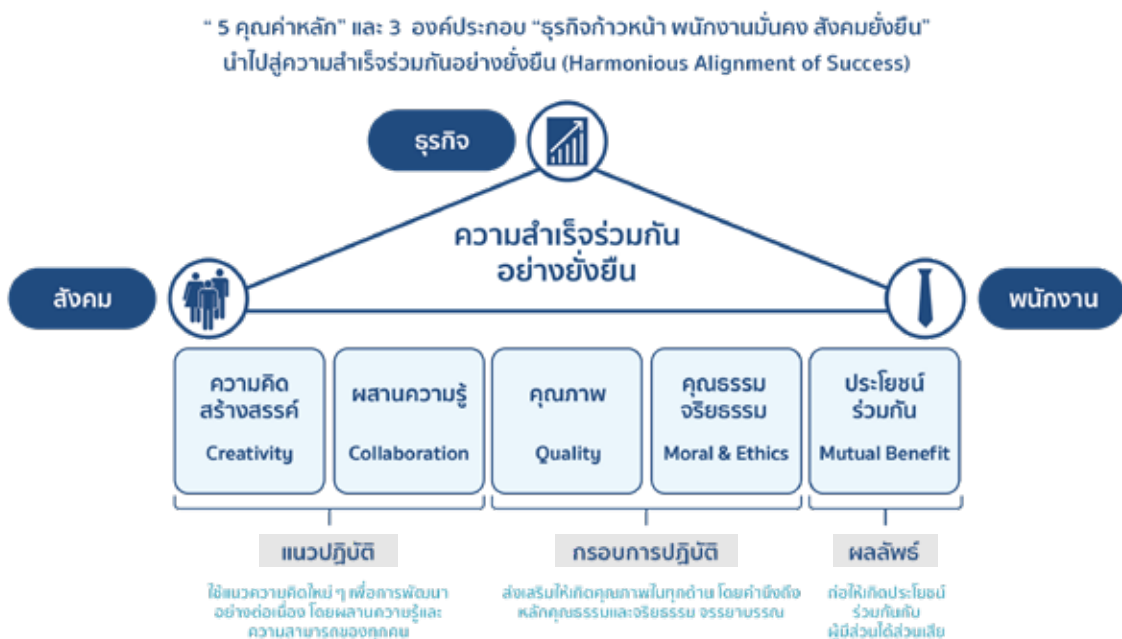 “ 5 คุณค่าหลัก” และ 3 องค์ประกอบ “ธุรกิจก้าวหน้า พนักงานมั่นคง สังคมยั่งยืน”
นำไปสู่ความสำเร็จร่วมกันอย่างยั่งยืน (Harmonious Alignment of Success)
ธุรกิจ
ความสำเร็จร่วมกัน
อย่างยั่งยืน
สังคม
พนักงาน
ความคิด
สร้างสรรค์
Creativity
ผสานความรู้
Collaboration
คุณภาพ
Quality
คุณธรรม
จริยธรรม
Moral & Ethics
ประโยชน์
ร่วมกัน
Mutual Benefit
แนวปฏิบัติ
ใช้แนวความคิดใหม่ ๆ เพื่อการพัฒนา
อย่างต่อเนื่อง โดยผสานความรู้และ
ความสามารถของทุกคน
กรอบการปฏิบัติ
ส่งเสริมให้เกิดคุณภาพในทุกด้าน โดยคำนึงถึง
หลักคุณธรรมและจริยธรรม จรรยาบรรณ
ผลลัพธ์
ก่อให้เกิดประโยชน์
ร่วมกันกับ
ผู้มีส่วนได้ส่วนเสีย